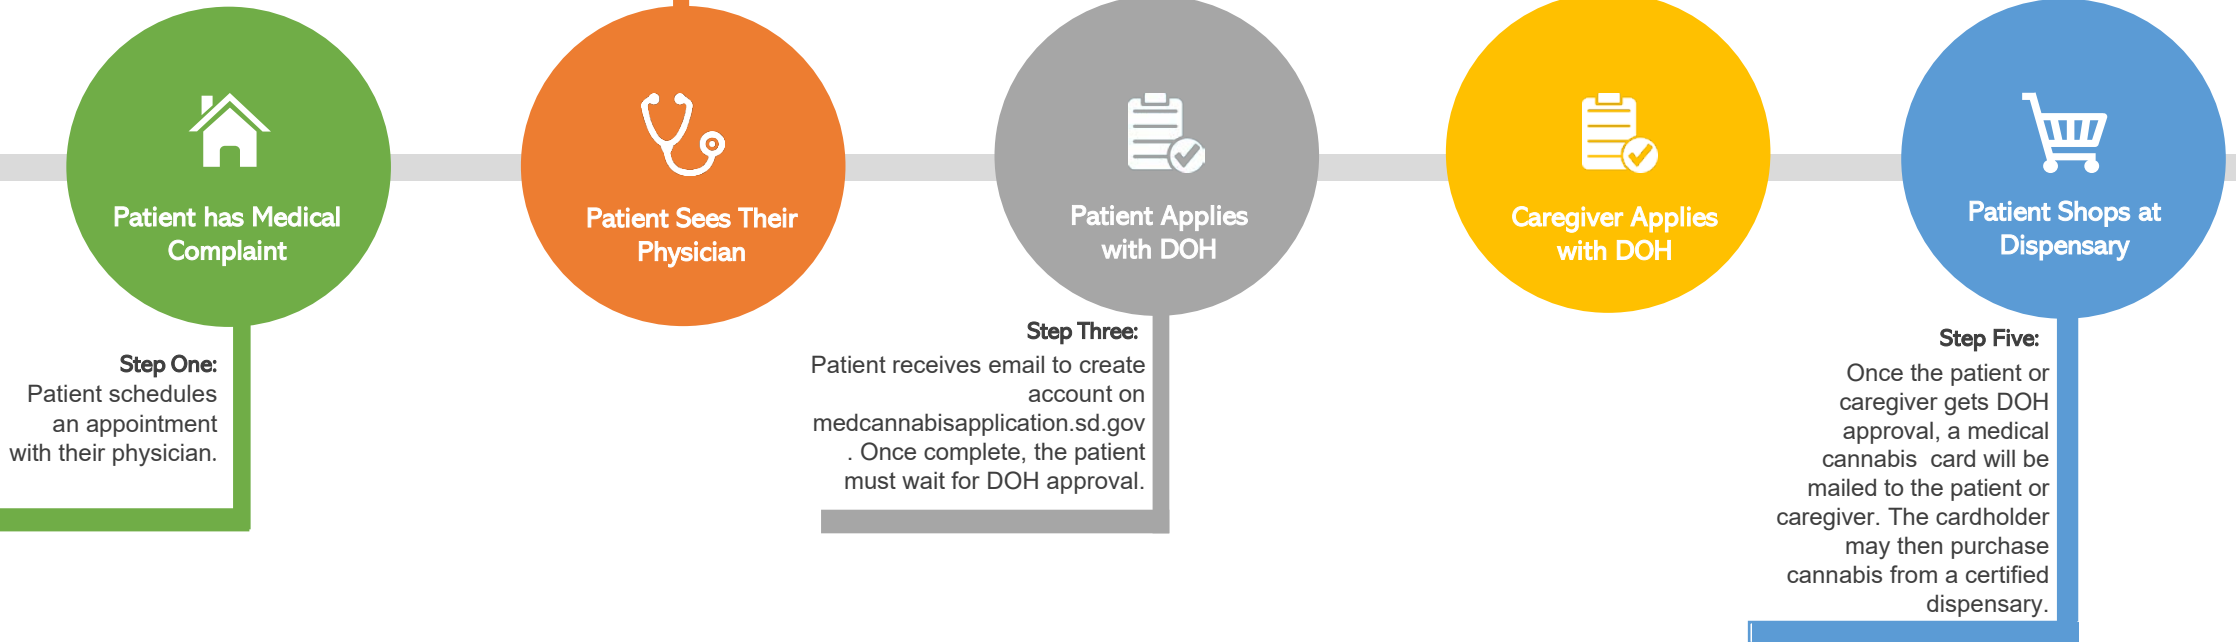 Patient has Medical
Complaint
Patient Sees Their
Physician
Patient Applies
with DOH
Caregiver Applies
with DOH
Patient Shops at
Dispensary
Step One:
Patient schedules
an appointment
with their physician.
Step Three:
Patient receives email to create
account on
medcannabisapplication.sd.gov
. Once complete, the patient
must wait for DOH approval.
Step Five:
Once the patient or
caregiver gets DOH
approval, a medical
cannabis  card will be
mailed to the patient or
caregiver. The cardholder
may then purchase
cannabis from a certified
dispensary.